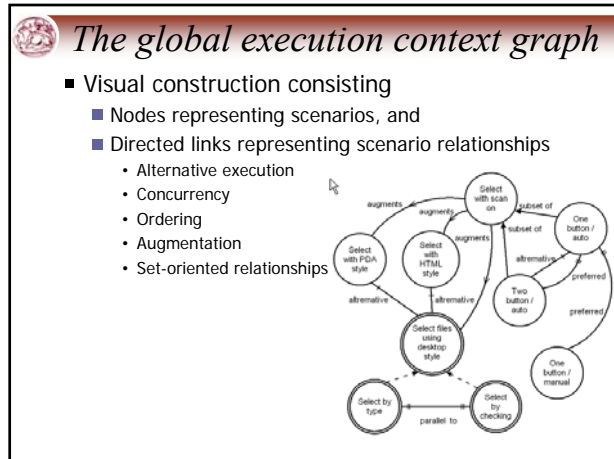 The global execution context graph
Visual construction consisting
Nodes representing scenarios, and
Directed links representing scenario relationships
• Alternative execution
• Concurrency
• Ordering
• Augmentation
• Set-oriented relationships
Select
with scan
on
augments
augments
augments
subset of
subset of
One
button /
auto
Select
with PDA
style
Select
with
HTML
style
alternative
preferred
Two
button /
auto
alternative
alternative
preferred
Select files
using
desktop
style
One
button /
manual
Select by
type
Select
by
checking
parallel to